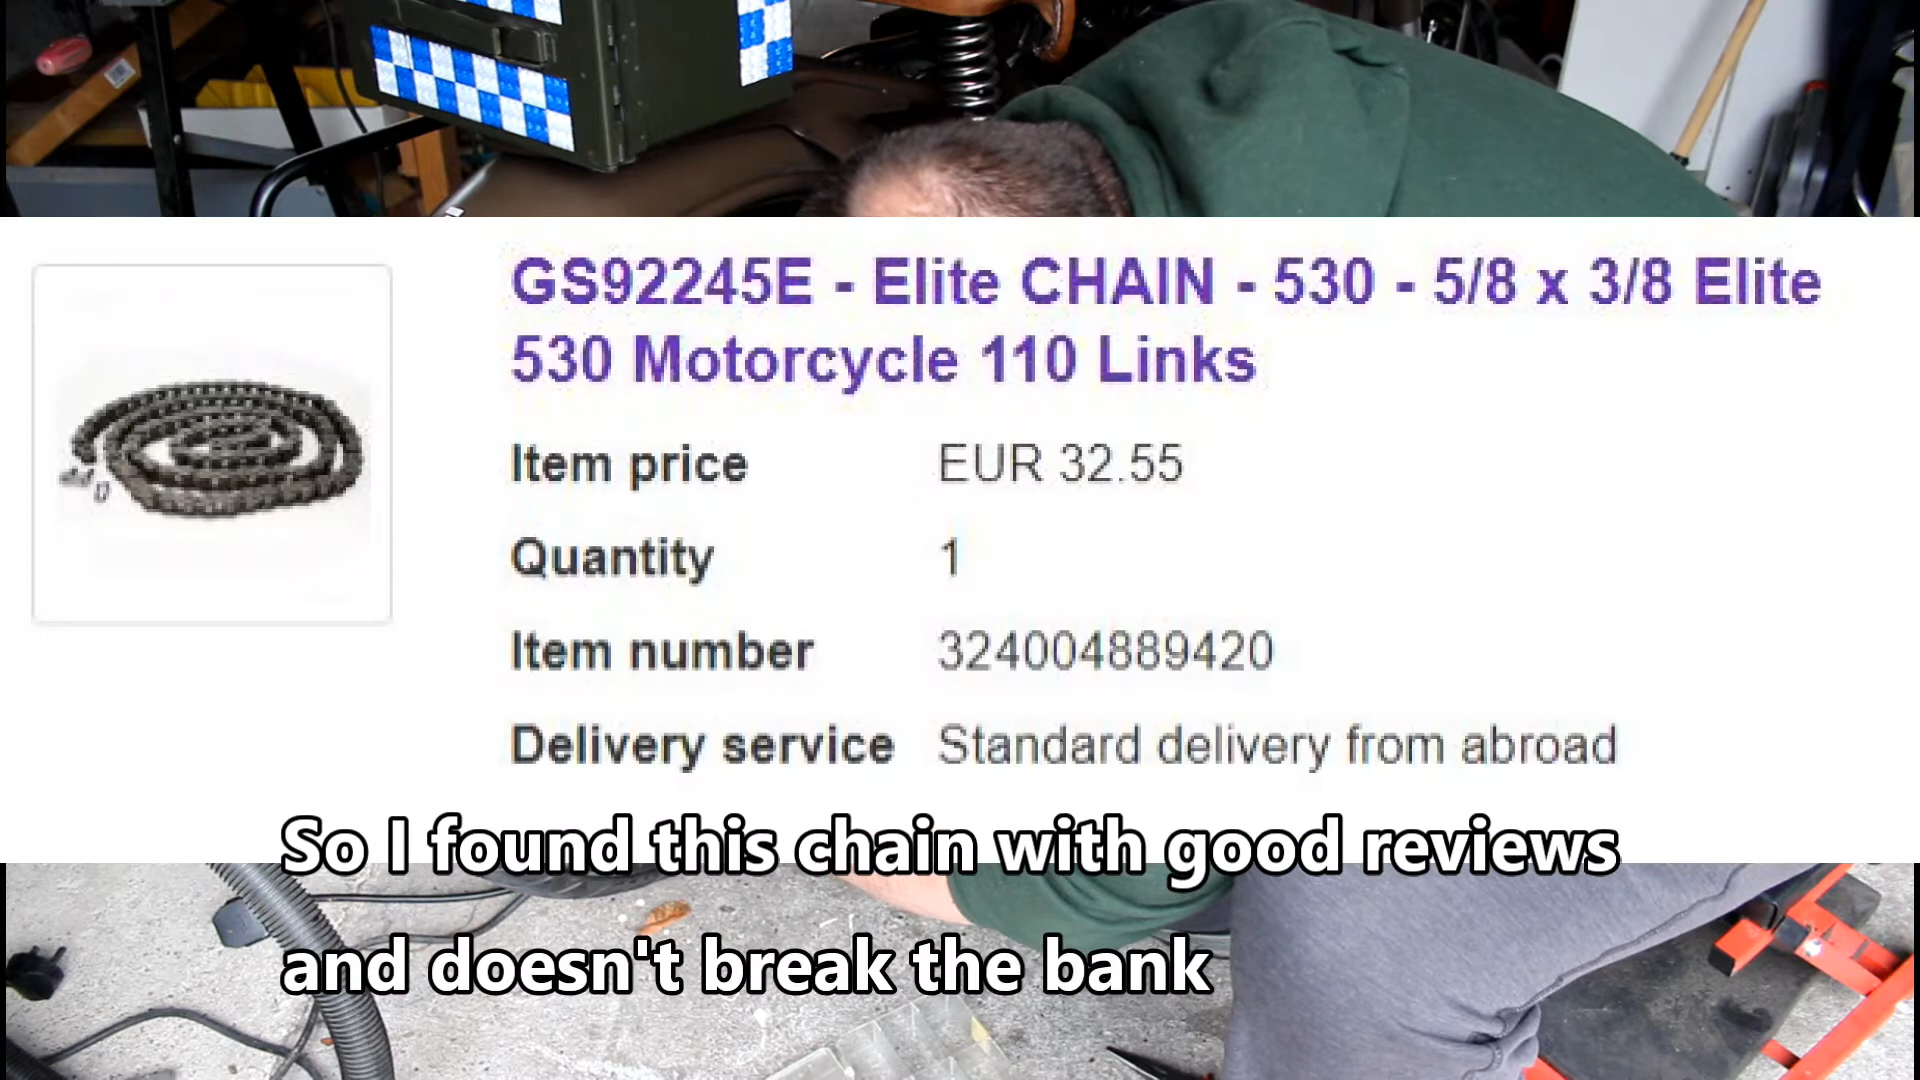 GS92245E - Elite CHAIN - 530 - 5/8 x 3/8 Elite
530 Motorcycle 110 Links
Item price EUR 32.55
Quantity 1
Item number 324004889420
Delivery service Standard delivery from abroad
So I found this chain with good reviews
and doesn't break the bank